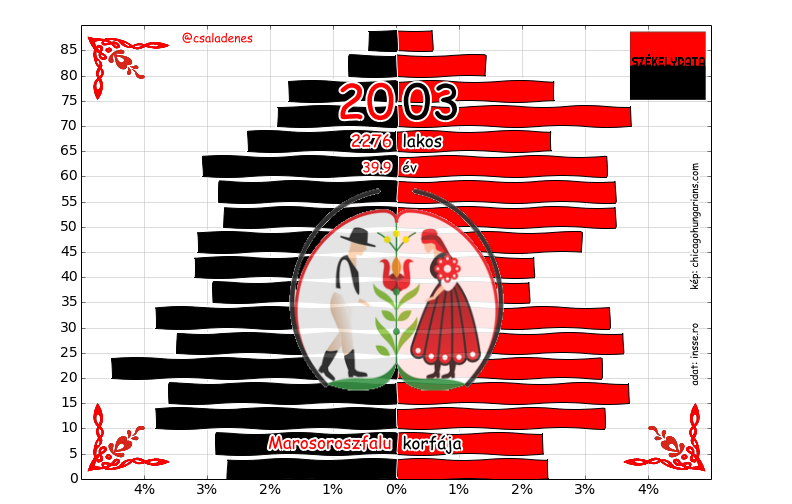 @csaladenes
SZÉKELYDATA
2003
2276 lakos
39.9 év
kép: chicagohungarians.com
adat: insse.ro
Marosoroszfalu korfája
85
80
75
70
65
60
55
50
45
40
35
30
25
20
15
10
5
0
4% 3% 2% 1% 0% 1% 2% 3% 4%